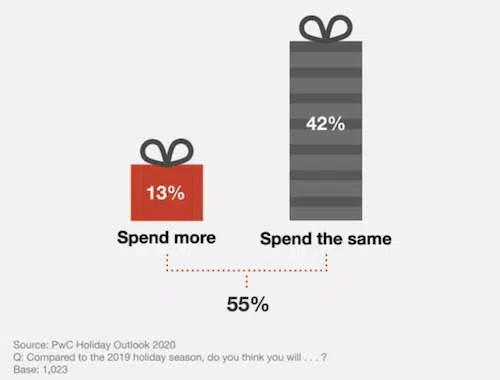 42%
13%
Spend more
Spend the same
55%
Source: PwC Holiday Outlook 2020
Q: Compared to the 2019 holiday season, do you think you will . . . ?
Base: 1,023